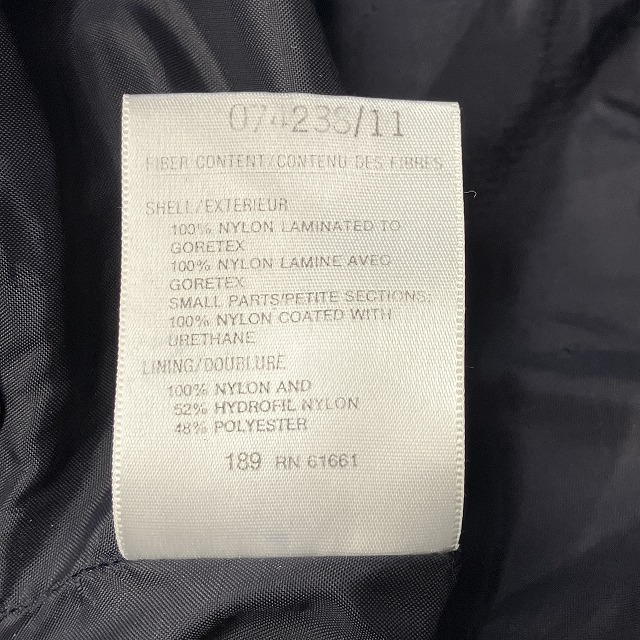 07423S/11
FIBER CONTENT/CONTENU DES FIBRES
SHELL/EXTERIEUR
100% NYLON LAMINATED TO
GORETEX
100% NYLON LAMINE AVEC
GORETEX
SMALL PARTS/PETITE SECTIONS:
100% NYLON COATED WITH
URETHANE
LINING/DOUBLURE
100% NYLON AND
52% HYDROFIL NYLON
48% POLYESTER
189 RN 61661